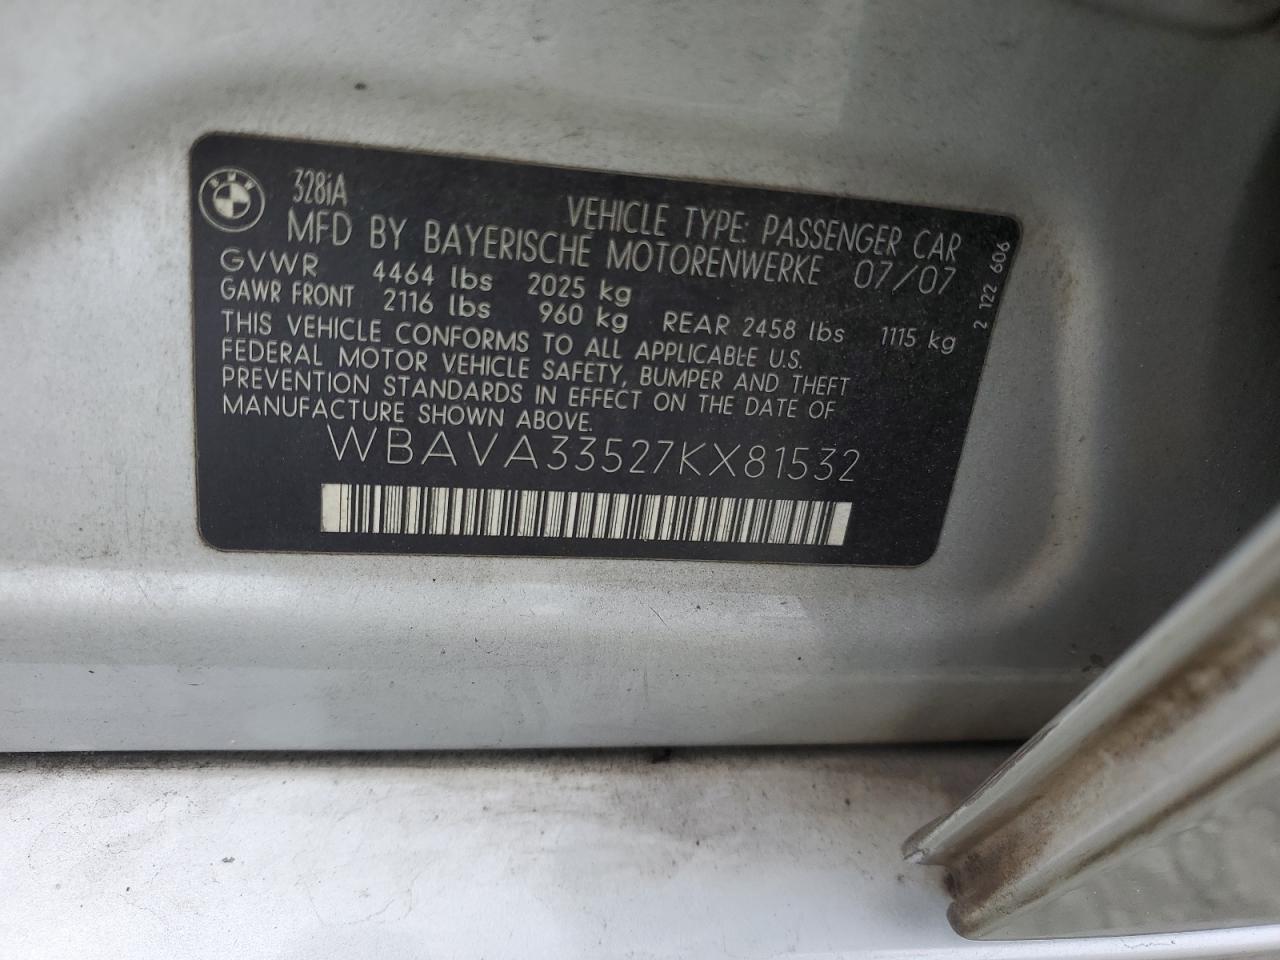 BMW
328iA
VEHICLE TYPE: PASSENGER CAR
MFD BY BAYERISCHE MOTORENWERKE 07/07
GVWR 4464 lbs 2025 kg
GAWR FRONT 2116 lbs 960 kg REAR 2458 lbs 1115 kg
THIS VEHICLE CONFORMS TO ALL APPLICABLE U.S.
FEDERAL MOTOR VEHICLE SAFETY, BUMPER AND THEFT
PREVENTION STANDARDS IN EFFECT ON THE DATE OF
MANUFACTURE SHOWN ABOVE.
WBAVA33527KX81532
2 122 606